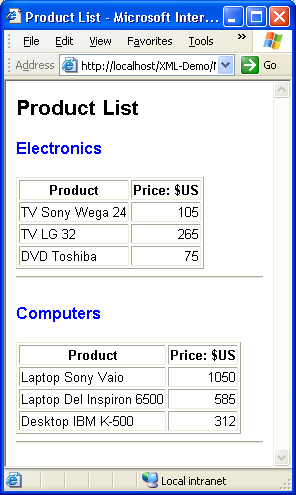 Product List - Microsoft Inter...
File Edit View Favorites Tools »
Address http://localhost/XML-Demo/ Go
Product List
Electronics
Product Price: $US
TV Sony Wega 24 105
TV LG 32 265
DVD Toshiba 75
Computers
Product Price: $US
Laptop Sony Vaio 1050
Laptop Del Inspiron 6500 585
Desktop IBM K-500 312
Local intranet